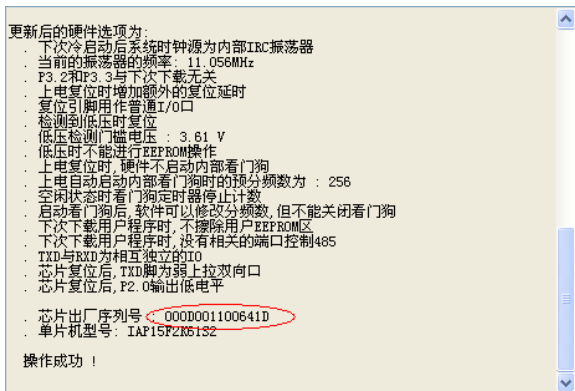 更新后的硬件选项为:
. 下次冷启动后系统时钟源为内部IRC振荡器
. 当前的振荡器的频率: 11.056MHz
. P3.2和P3.3与下次下载无关
. 上电复位时增加额外的复位延时
. 复位引脚用作普通I/O口
. 检测到低压时复位
. 低压检测门槛电压 : 3.61 V
. 低压时不能进行EEPROM操作
. 上电复位时,硬件不启动内部看门狗
. 上电自动启动内部看门狗时的预分频数为 : 256
. 空闲状态时看门狗定时器停止计数
. 启动看门狗后,软件可以修改分频数,但不能关闭看门狗
. 下次下载用户程序时,不擦除用户EEPROM区
. 下次下载用户程序时,没有相关的端口控制485
. TXD与RXD为相互独立的IO
. 芯片复位后,TXD脚为弱上拉双向口
. 芯片复位后,P2.0输出低电平
. 芯片出厂序列号 : 000D001100641D
. 单片机型号: IAP15F2K61S2
操作成功 !